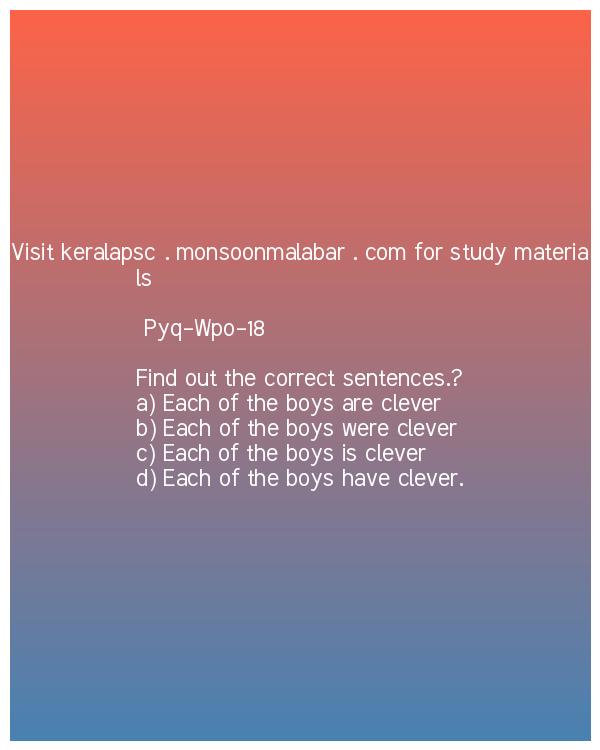 Visit keralapsc . monsoonmalabar . com for study materia
ls
Pyq-Wpo-18
Find out the correct sentences.?
a) Each of the boys are clever
b) Each of the boys were clever
c) Each of the boys is clever
d) Each of the boys have clever.